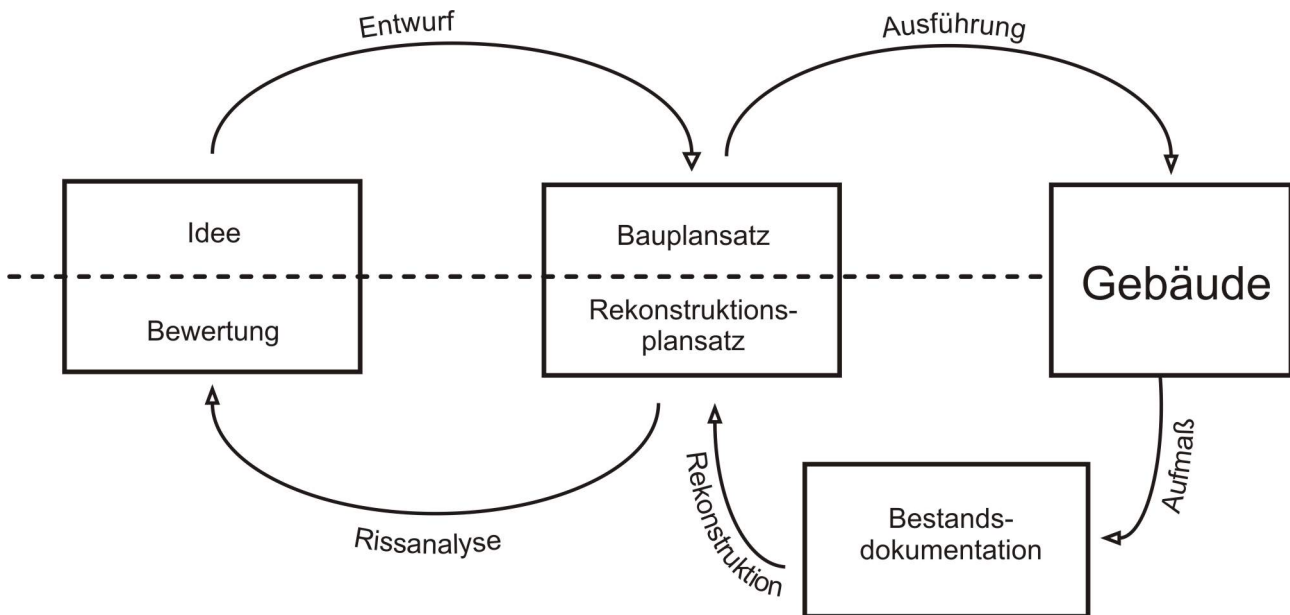 Entwurf
Ausführung
Idee
Bewertung
Bauplansatz
Rekonstruktions-
plansatz
Gebäude
Aufmaß
Bestands-
dokumentation
Rekonstruktion
Rissanalyse